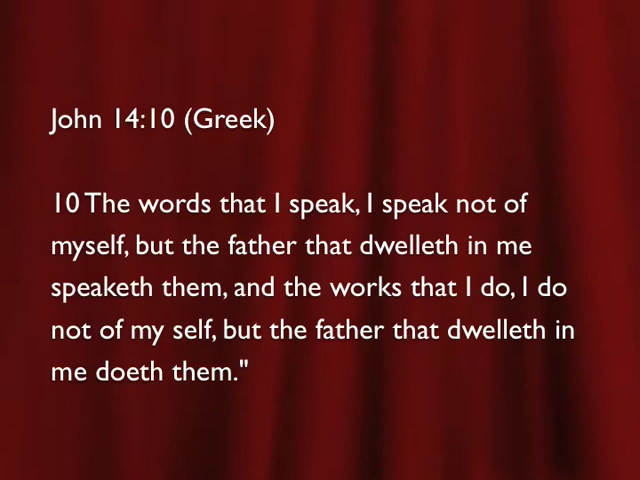 John 14:10 (Greek)
10 The words that I speak, I speak not of
myself, but the father that dwelleth in me
speaketh them, and the works that I do, I do
not of my self, but the father that dwelleth in
me doeth them."